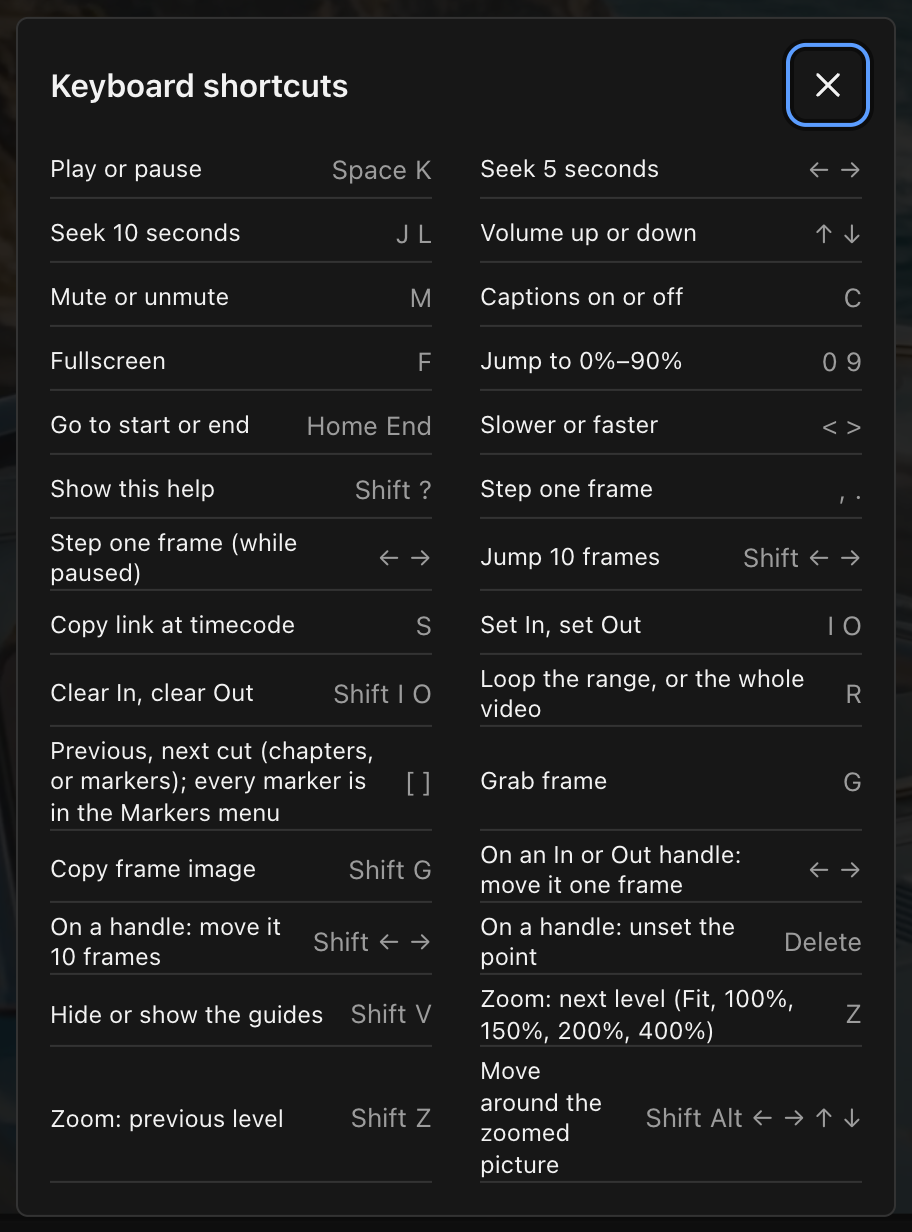 Keyboard shortcuts
Play or pause Space K
Seek 5 seconds ← →
Seek 10 seconds J L
Volume up or down ↑ ↓
Mute or unmute M
Captions on or off C
Fullscreen F
Jump to 0%–90% 0 9
Go to start or end Home End
Slower or faster < >
Show this help Shift ?
Step one frame , .
Step one frame (while
paused) ← →
Jump 10 frames Shift ← →
Copy link at timecode S
Set In, set Out I O
Clear In, clear Out Shift I O
Loop the range, or the whole
video R
Previous, next cut (chapters,
or markers); every marker is
in the Markers menu [ ]
Grab frame G
Copy frame image Shift G
On an In or Out handle:
move it one frame ← →
On a handle: move it
10 frames Shift ← →
On a handle: unset the
point Delete
Hide or show the guides Shift V
Zoom: next level (Fit, 100%,
150%, 200%, 400%) Z
Zoom: previous level Shift Z
Move
around the
zoomed
picture Shift Alt ← → ↑ ↓